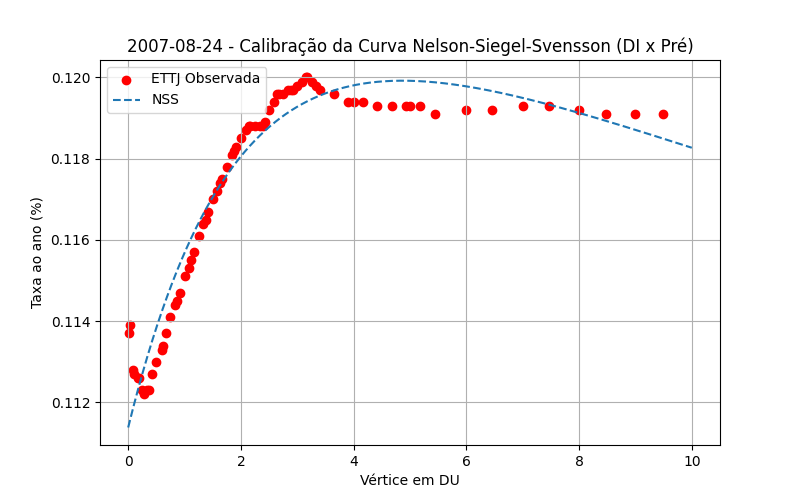 2007-08-24 - Calibração da Curva Nelson-Siegel-Svensson (DI x Pré)
ETTJ Observada
NSS
Taxa ao ano (%)
0.120
0.118
0.116
0.114
0.112
0 2 4 6 8 10
Vértice em DU